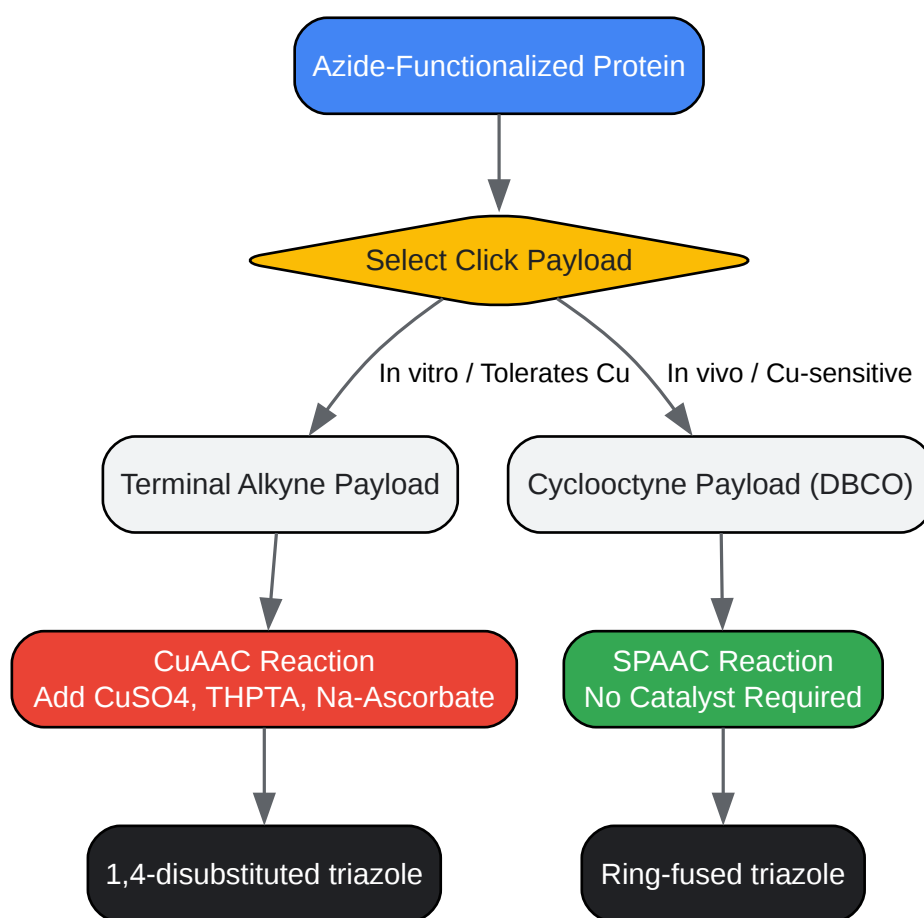 Azide-Functionalized Protein
Select Click Payload
In vitro / Tolerates Cu
In vivo / Cu-sensitive
Terminal Alkyne Payload
Cyclooctyne Payload (DBCO)
CuAAC Reaction
Add CuSO4, THPTA, Na-Ascorbate
SPAAC Reaction
No Catalyst Required
1,4-disubstituted triazole
Ring-fused triazole